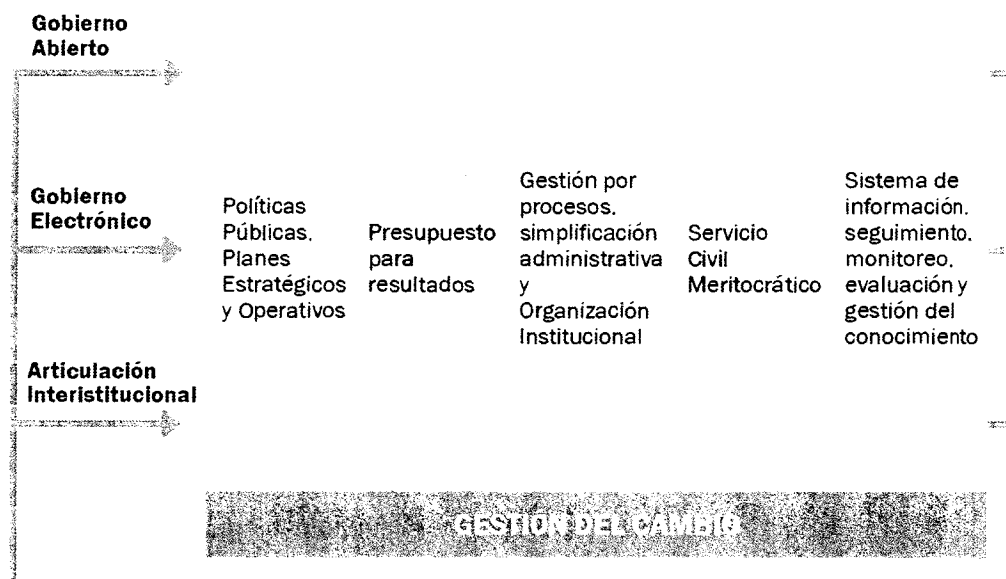 Gobierno
Abierto
Gobierno
Electrónico
Articulación
Interistitucional
Políticas
Públicas.
Planes
Estratégicos
y Operativos
Presupuesto
para
resultados
Gestión por
procesos.
simplificación
administrativa
y
Organización
Institucional
Servicio
Civil
Meritocrático
Sistema de
información.
seguimiento.
monitoreo.
evaluación y
gestión del
conocimiento
GESTIÓN DEL CAMBIO